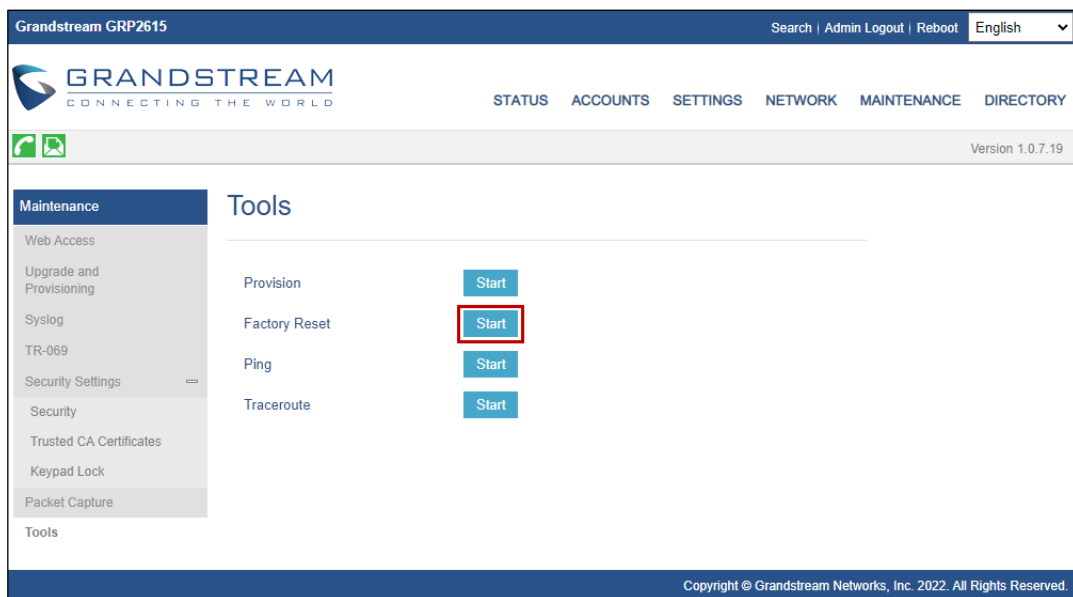 Grandstream GRP2615
Search | Admin Logout | Reboot English
GRANDSTREAM
CONNECTING THE WORLD
STATUS ACCOUNTS SETTINGS NETWORK MAINTENANCE DIRECTORY
Version 1.0.7.19
Maintenance
Web Access
Upgrade and
Provisioning
Syslog
TR-069
Security Settings
Security
Trusted CA Certificates
Keypad Lock
Packet Capture
Tools
Tools
Provision Start
Factory Reset Start
Ping Start
Traceroute Start
Copyright © Grandstream Networks, Inc. 2022. All Rights Reserved.